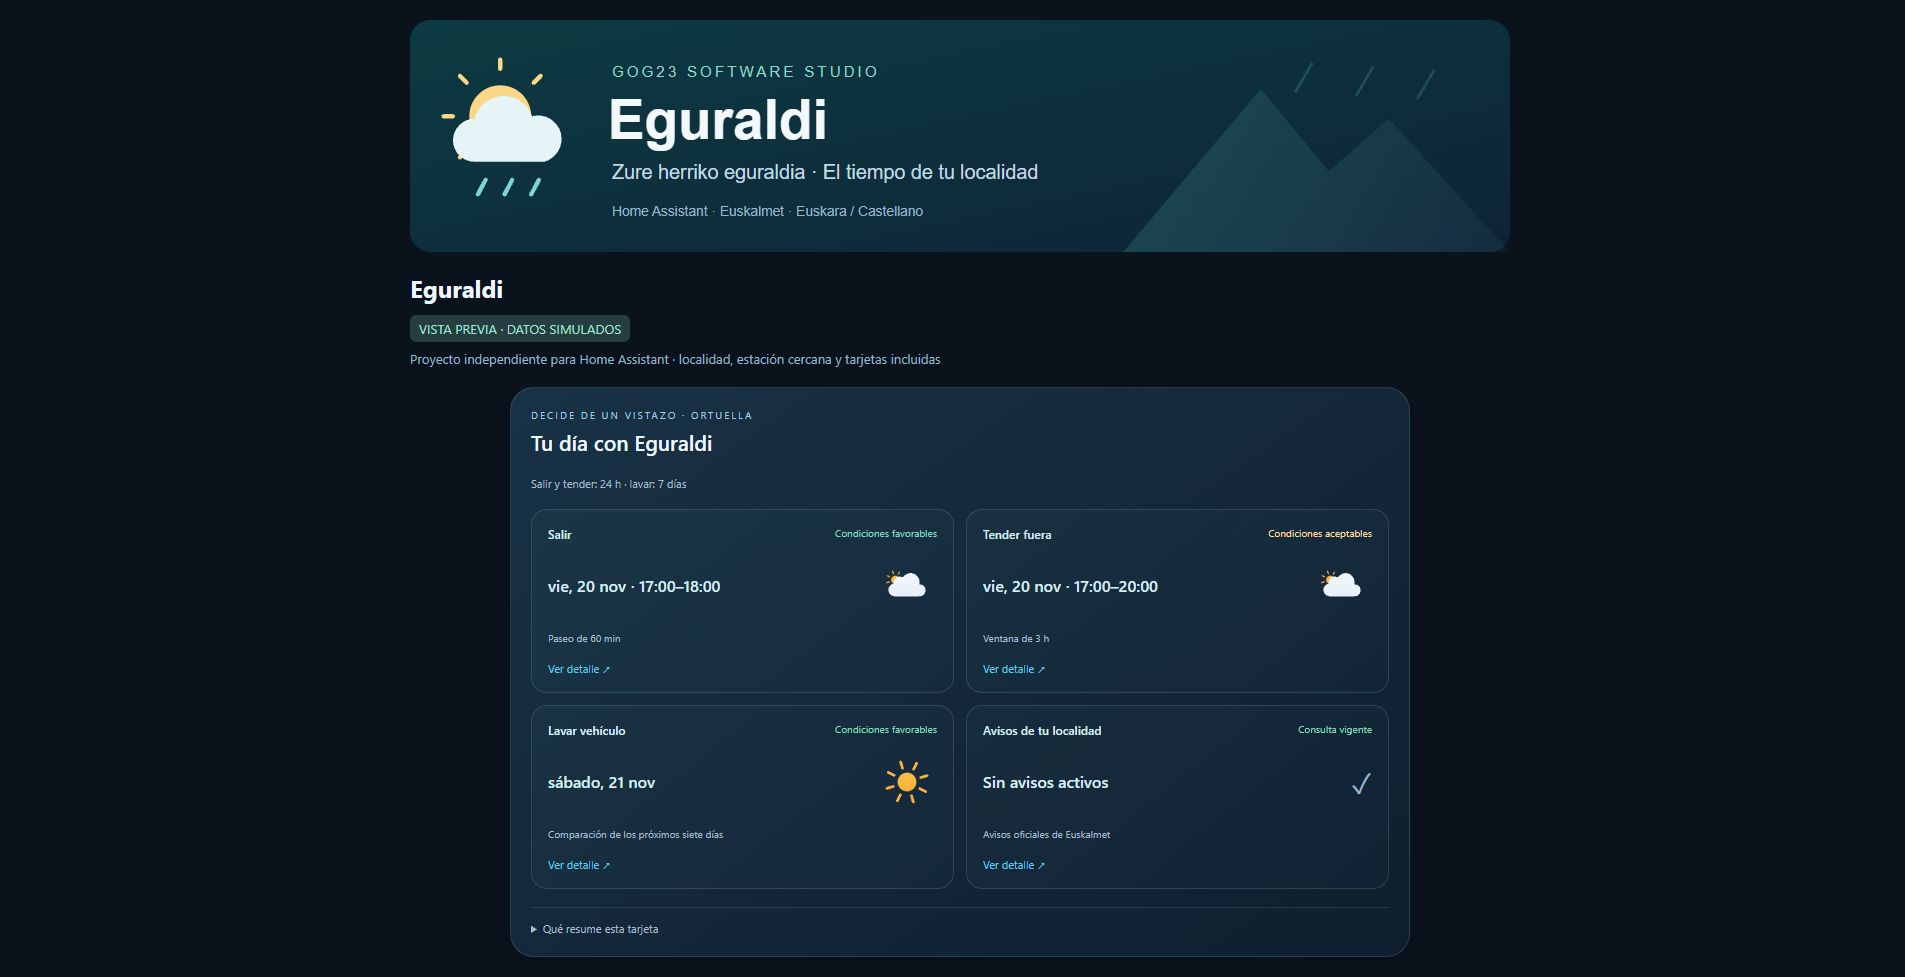 GOG23 SOFTWARE STUDIO
Eguraldi
Zure herriko eguraldia · El tiempo de tu localidad
Home Assistant · Euskalmet · Euskara / Castellano
Eguraldi
VISTA PREVIA · DATOS SIMULADOS
Proyecto independiente para Home Assistant · localidad, estación cercana y tarjetas incluidas
DECIDE DE UN VISTAZO · ORTUELLA
Tu día con Eguraldi
Salir y tender: 24 h · lavar: 7 días
Salir
Condiciones favorables
vie, 20 nov · 17:00–18:00
Paseo de 60 min
Ver detalle ↗
Tender fuera
Condiciones aceptables
vie, 20 nov · 17:00–20:00
Ventana de 3 h
Ver detalle ↗
Lavar vehículo
Condiciones favorables
sábado, 21 nov
Comparación de los próximos siete días
Ver detalle ↗
Avisos de tu localidad
Consulta vigente
Sin avisos activos
Avisos oficiales de Euskalmet
Ver detalle ↗
Qué resume esta tarjeta